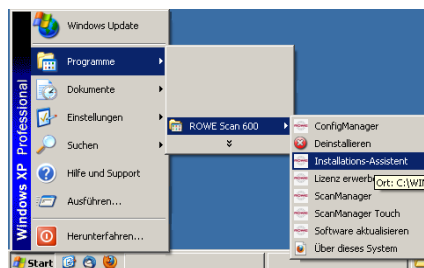 Windows XP Professional
Windows Update
Programme
Dokumente
Einstellungen
Suchen
Hilfe und Support
Ausführen...
Herunterfahren...
Start
ROWE Scan 600
ConfigManager
Deinstallieren
Installations-Assistent
Lizenz
Ort:
ScanManager
ScanManager Touch
Software aktualisieren
Über dieses System